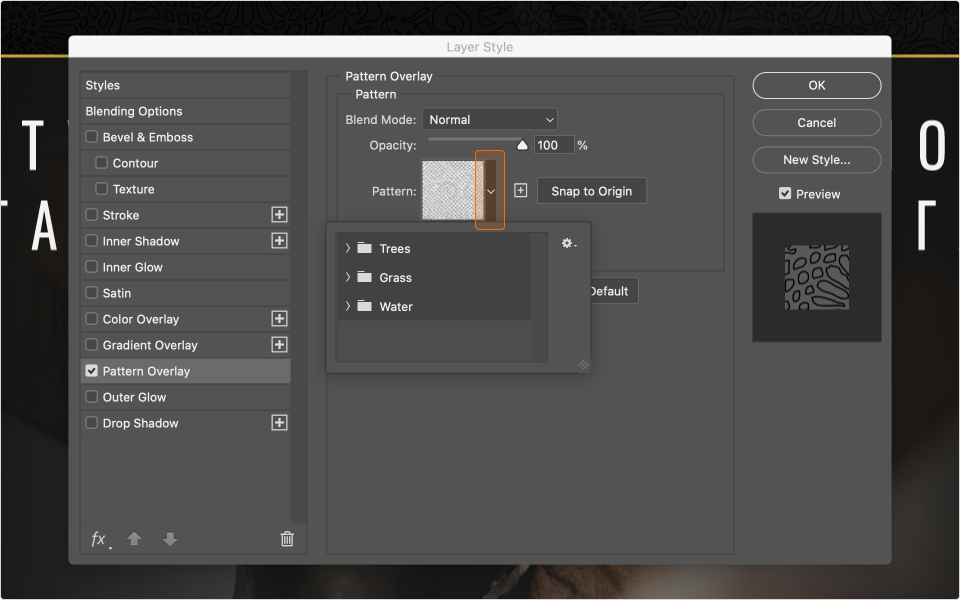 Layer Style
Styles
Blending Options
Bevel & Emboss
Contour
Texture
Stroke
Inner Shadow
Inner Glow
Satin
Color Overlay
Gradient Overlay
Pattern Overlay
Outer Glow
Drop Shadow
fx
Pattern Overlay
Pattern
Blend Mode: Normal
Opacity: 100 %
Pattern: Snap to Origin
Trees
Grass
Water
Default
OK
Cancel
New Style...
Preview